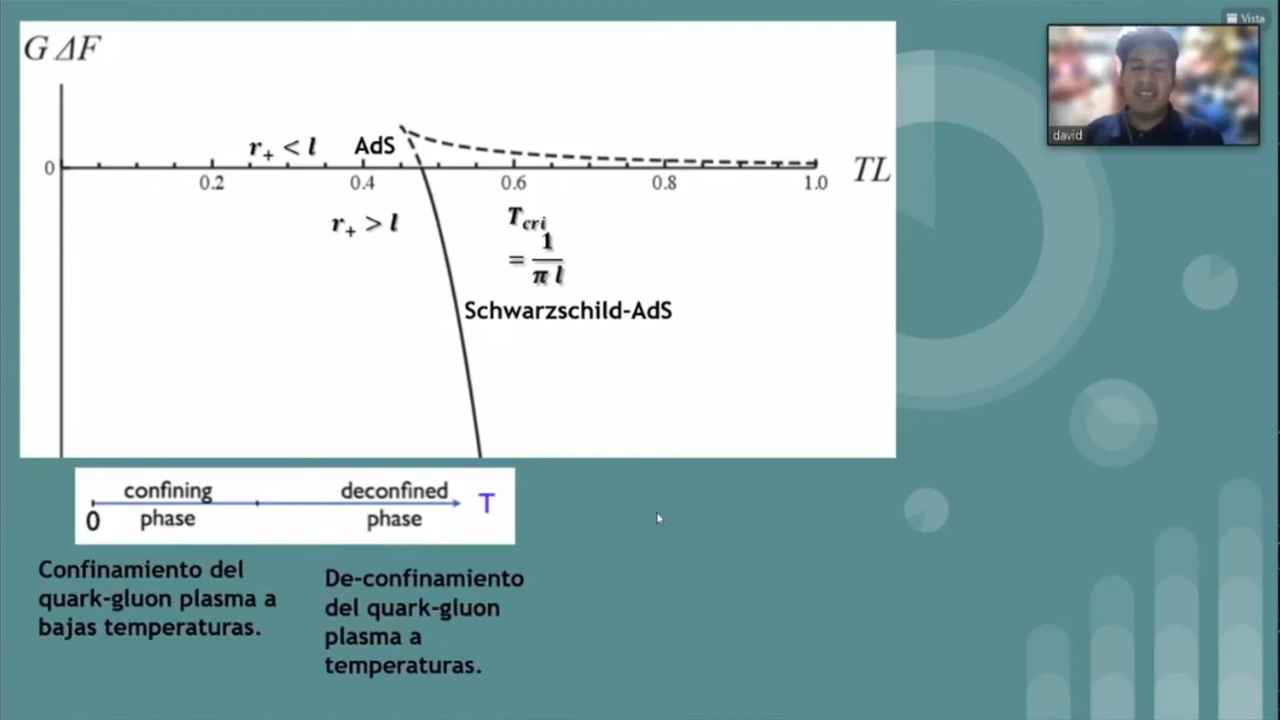 Vista
G ΔF
david
r₊ < l AdS
0
TL
0.2 0.4 0.6 0.8 1.0
r₊ > l
T_cri
= 1/(π l)
Schwarzschild-AdS
confining deconfined
T
0 phase phase
Confinamiento del
quark-gluon plasma a
bajas temperaturas.
De-confinamiento
del quark-gluon
plasma a
temperaturas.